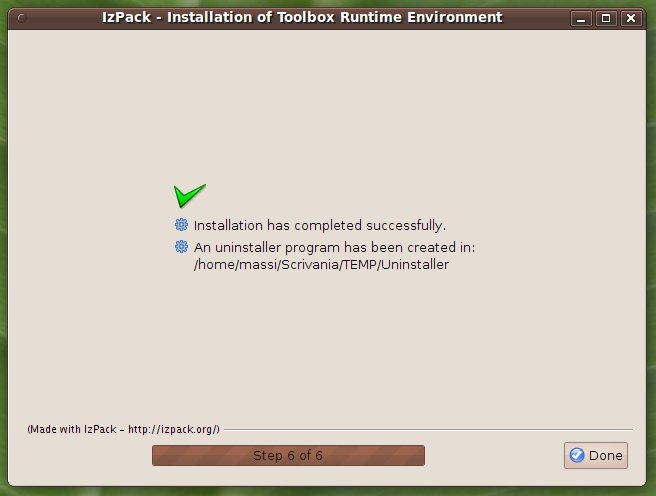 IzPack - Installation of Toolbox Runtime Environment
Installation has completed successfully.
An uninstaller program has been created in:
/home/massi/Scrivania/TEMP/Uninstaller
(Made with IzPack - http://izpack.org/)
Step 6 of 6
Done